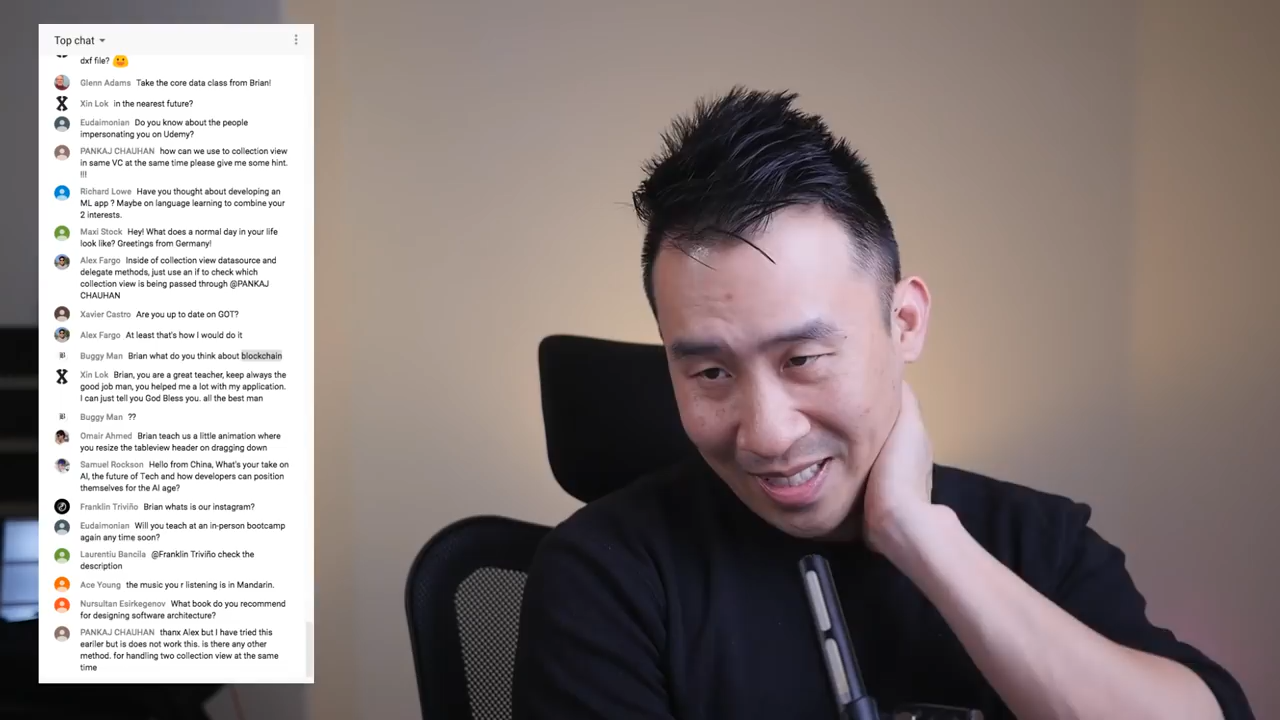 Top chat
dxf file?
Glenn Adams Take the core data class from Brian!
Xin Lok in the nearest future?
Eudaimonian Do you know about the people
impersonating you on Udemy?
PANKAJ CHAUHAN how can we use to collection view
in same VC at the same time please give me some hint.
!!!
Richard Lowe Have you thought about developing an
ML app ? Maybe on language learning to combine your
2 interests.
Maxi Stock Hey! What does a normal day in your life
look like? Greetings from Germany!
Alex Fargo Inside of collection view datasource and
delegate methods, just use an if to check which
collection view is being passed through @PANKAJ
CHAUHAN
Xavier Castro Are you up to date on GOT?
Alex Fargo At least that's how I would do it
Buggy Man Brian what do you think about blockchain
Xin Lok Brian, you are a great teacher, keep always the
good job man, you helped me a lot with my application.
I can just tell you God Bless you. all the best man
Buggy Man ??
Omair Ahmed Brian teach us a little animation where
you resize the tableview header on dragging down
Samuel Rockson Hello from China, What's your take on
AI, the future of Tech and how developers can position
themselves for the AI age?
Franklin Triviño Brian whats is our instagram?
Eudaimonian Will you teach at an in-person bootcamp
again any time soon?
Laurentiu Bancila @Franklin Triviño check the
description
Ace Young the music you r listening is in Mandarin.
Nursultan Esirkegenov What book do you recommend
for designing software architecture?
PANKAJ CHAUHAN thanx Alex but I have tried this
eariler but is does not work this. is there any other
method. for handling two collection view at the same
time